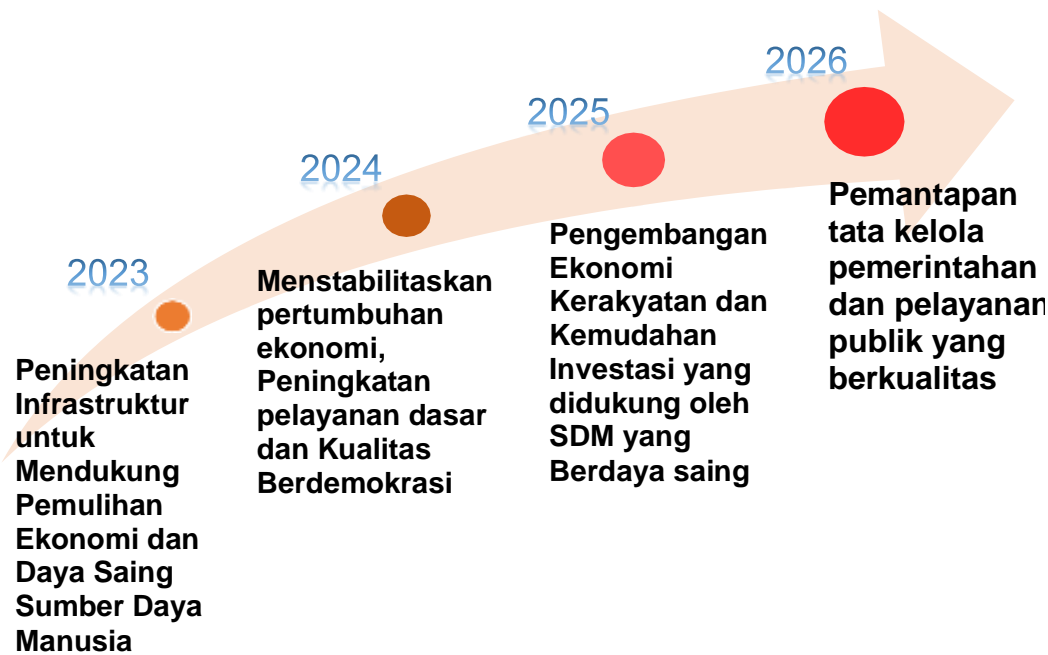 2023
Peningkatan
Infrastruktur
untuk
Mendukung
Pemulihan
Ekonomi dan
Daya Saing
Sumber Daya
Manusia
2024
Menstabilitaskan
pertumbuhan
ekonomi,
Peningkatan
pelayanan dasar
dan Kualitas
Berdemokrasi
2025
Pengembangan
Ekonomi
Kerakyatan dan
Kemudahan
Investasi yang
didukung oleh
SDM yang
Berdaya saing
2026
Pemantapan
tata kelola
pemerintahan
dan pelayanan
publik yang
berkualitas